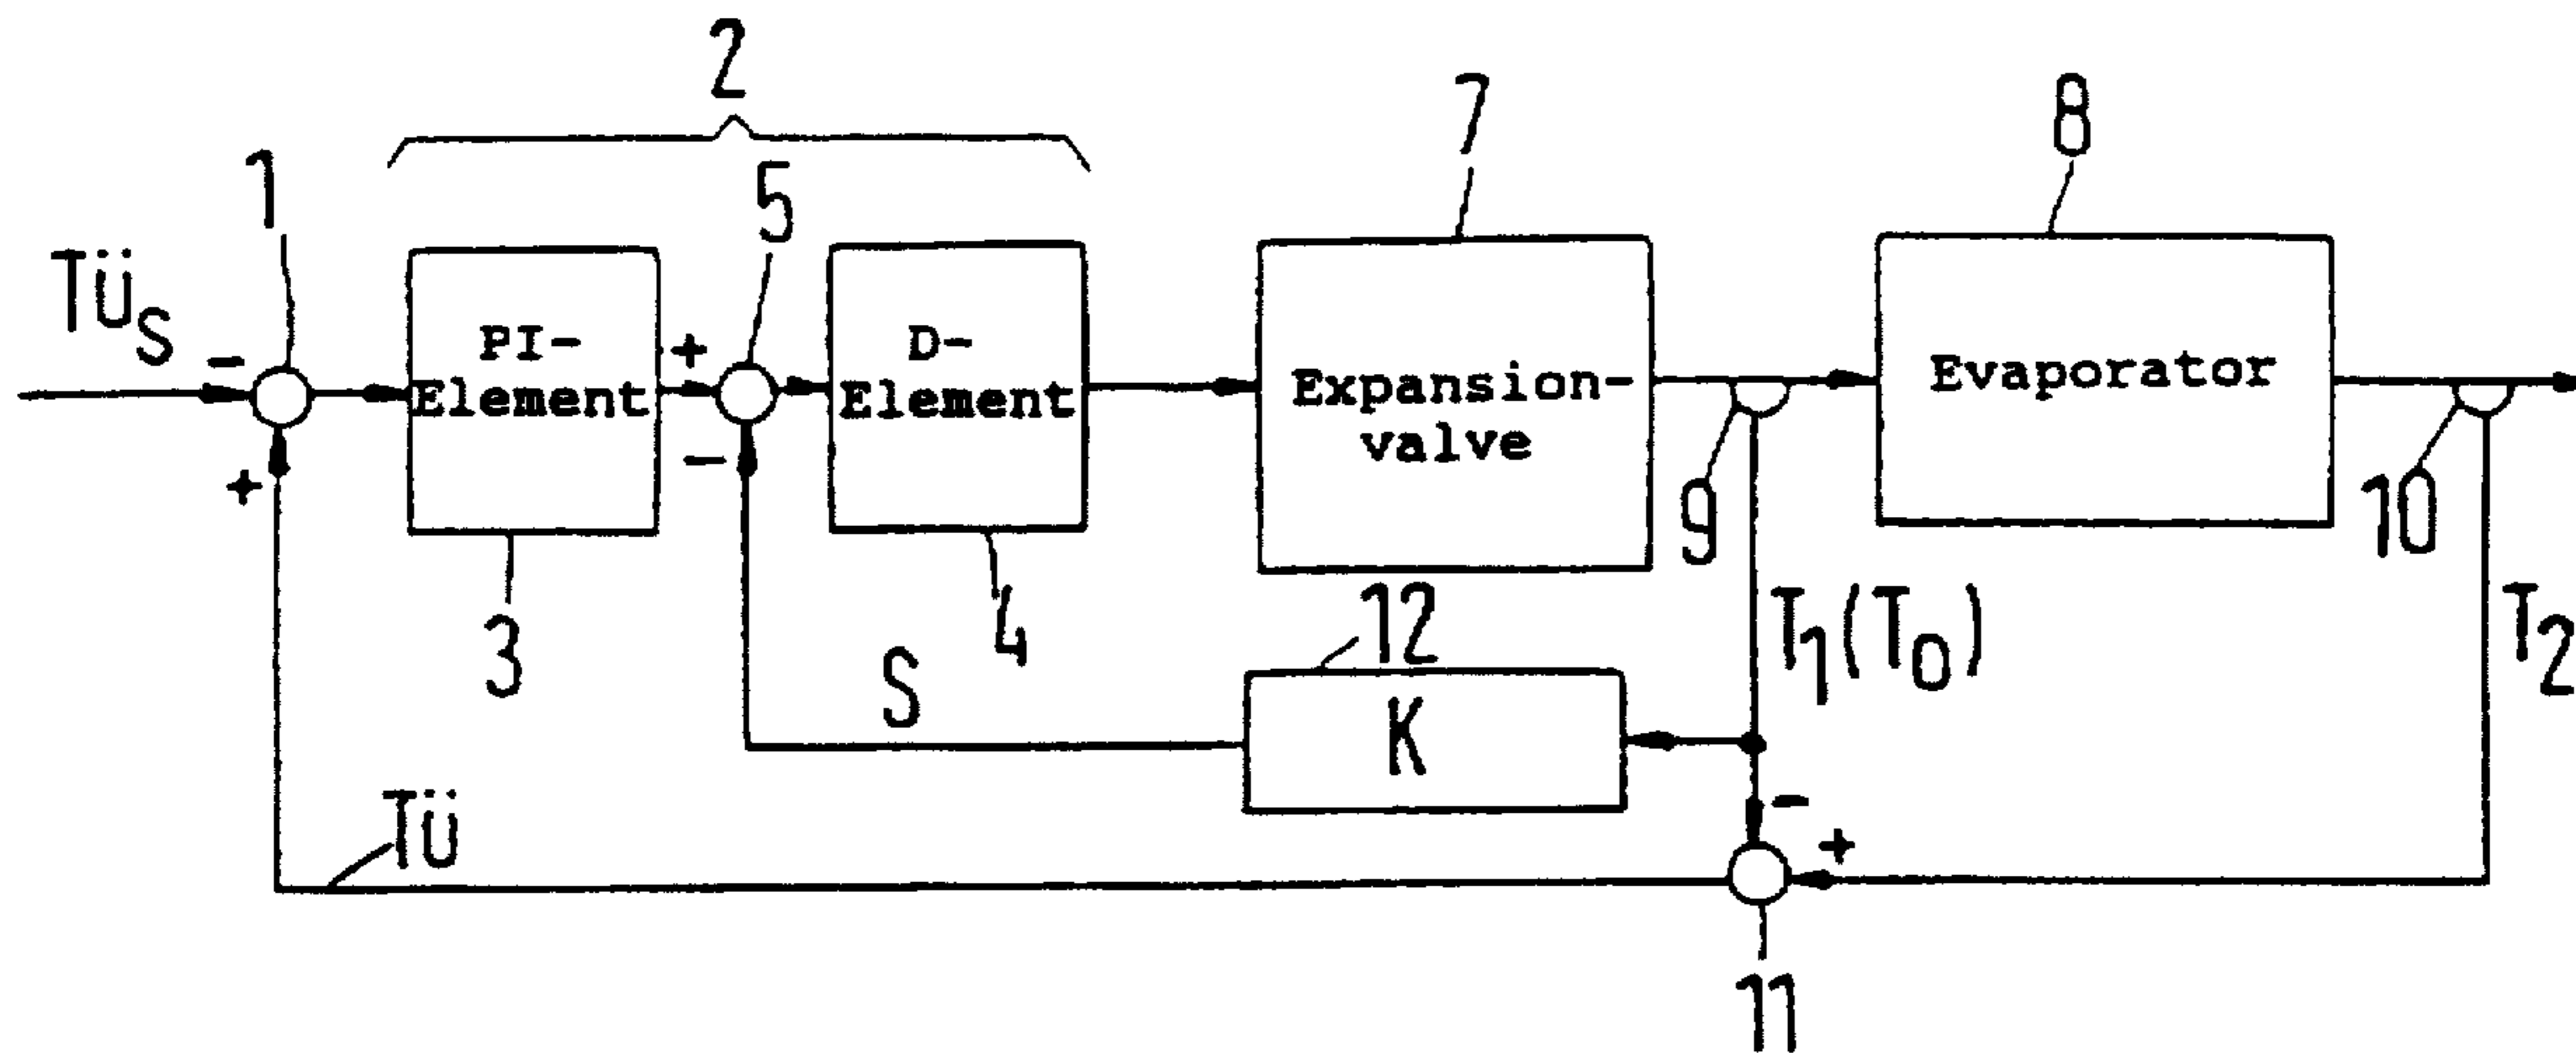 2
7
8
1
5
TüS
-
PI-
Element
+
D-
Element
Expansion-
valve
Evaporator
-
+
9
10
3
4
12
T1(T0)
T2
S
K
-
Tü
+
11